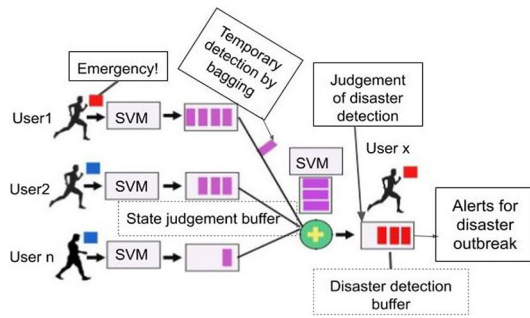 Temporary
detection by
bagging
Emergency!
Judgement
of disaster
detection
User1
SVM
User x
SVM
User2
SVM
State judgement buffer
Alerts for
disaster
outbreak
User n
SVM
Disaster detection
buffer